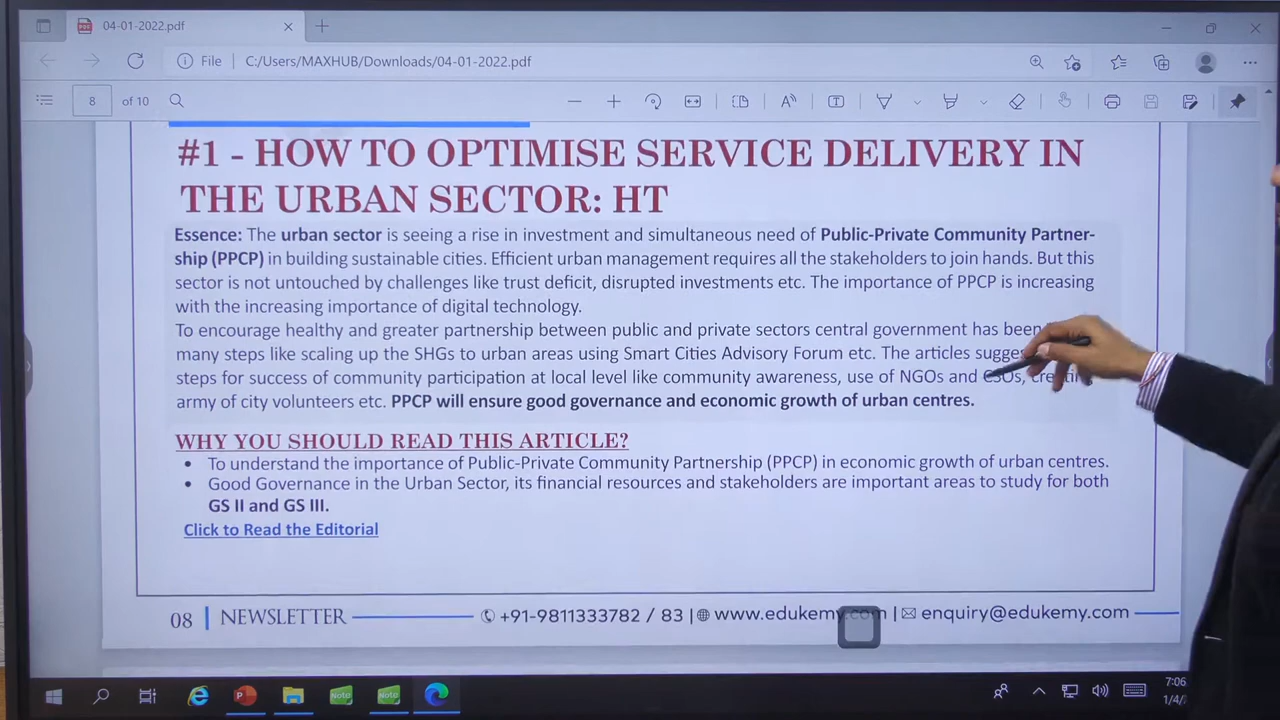 04-01-2022.pdf
File C:/Users/MAXHUB/Downloads/04-01-2022.pdf
8 of 10
#1 - HOW TO OPTIMISE SERVICE DELIVERY IN
THE URBAN SECTOR: HT
Essence: The urban sector is seeing a rise in investment and simultaneous need of Public-Private Community Partner-
ship (PPCP) in building sustainable cities. Efficient urban management requires all the stakeholders to join hands. But this
sector is not untouched by challenges like trust deficit, disrupted investments etc. The importance of PPCP is increasing
with the increasing importance of digital technology.
To encourage healthy and greater partnership between public and private sectors central government has been
many steps like scaling up the SHGs to urban areas using Smart Cities Advisory Forum etc. The articles
steps for success of community participation at local level like community awareness, use of NGOs and CSOs, creating
army of city volunteers etc. PPCP will ensure good governance and economic growth of urban centres.
WHY YOU SHOULD READ THIS ARTICLE?
• To understand the importance of Public-Private Community Partnership (PPCP) in economic growth of urban centres.
• Good Governance in the Urban Sector, its financial resources and stakeholders are important areas to study for both
GS II and GS III.
Click to Read the Editorial
08 | NEWSLETTER +91-9811333782 / 83 | www.edukemy.com | enquiry@edukemy.com
Note Note
7:06
1/4/